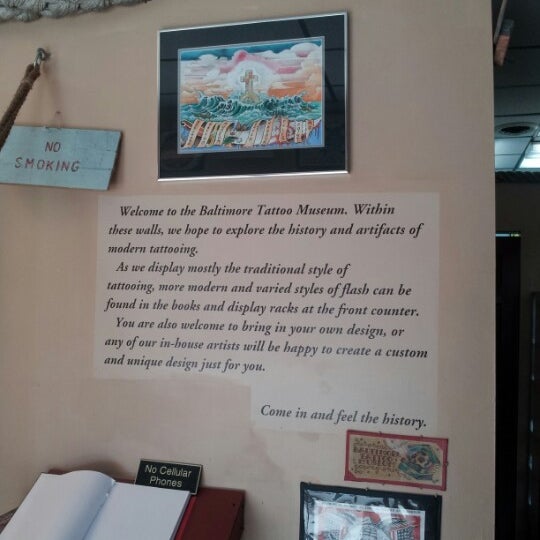 NO
SMOKING
Welcome to the Baltimore Tattoo Museum. Within
these walls, we hope to explore the history and artifacts of
modern tattooing.
As we display mostly the traditional style of
tattooing, more modern and varied styles of flash can be
found in the books and display racks at the front counter.
You are also welcome to bring in your own design, or
any of our in-house artists will be happy to create a custom
and unique design just for you.
Come in and feel the history.
No Cellular
Phones
BALTIMORE
TATTOO
MUSEUM